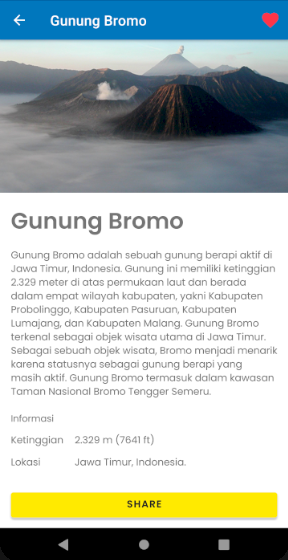 Gunung Bromo
Gunung Bromo
Gunung Bromo adalah sebuah gunung berapi aktif di
Jawa Timur, Indonesia. Gunung ini memiliki ketinggian
2.329 meter di atas permukaan laut dan berada
dalam empat wilayah kabupaten, yakni Kabupaten
Probolinggo, Kabupaten Pasuruan, Kabupaten
Lumajang, dan Kabupaten Malang. Gunung Bromo
terkenal sebagai objek wisata utama di Jawa Timur.
Sebagai sebuah objek wisata, Bromo menjadi menarik
karena statusnya sebagai gunung berapi yang
masih aktif. Gunung Bromo termasuk dalam kawasan
Taman Nasional Bromo Tengger Semeru.
Informasi
Ketinggian 2.329 m (7641 ft)
Lokasi Jawa Timur, Indonesia.
SHARE